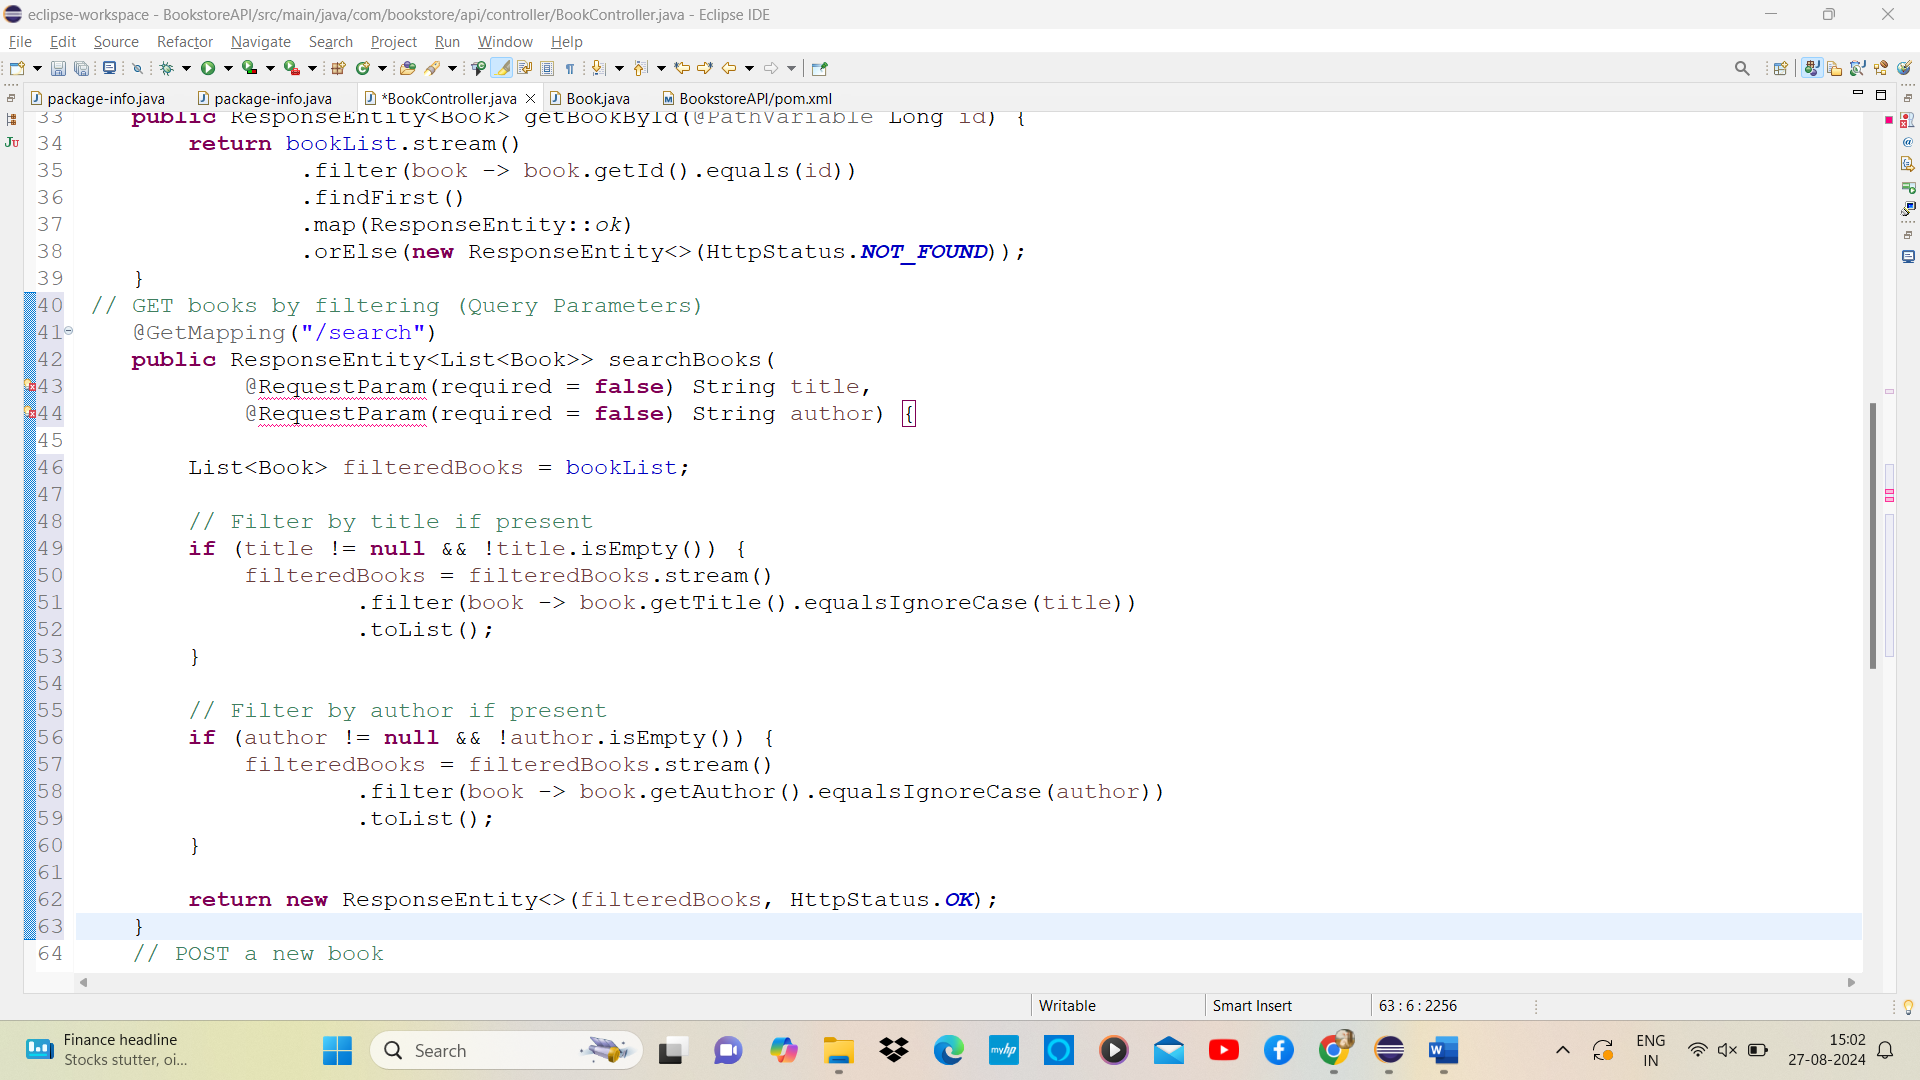 eclipse-workspace - BookstoreAPI/src/main/java/com/bookstore/api/controller/BookController.java - Eclipse IDE
File Edit Source Refactor Navigate Search Project Run Window Help
package-info.java package-info.java *BookController.java Book.java BookstoreAPI/pom.xml
33 public ResponseEntity<Book> getBookById(@PathVariable Long id) {
34 return bookList.stream()
35 .filter(book -> book.getId().equals(id))
36 .findFirst()
37 .map(ResponseEntity::ok)
38 .orElse(new ResponseEntity<>(HttpStatus.NOT_FOUND));
39 }
40 // GET books by filtering (Query Parameters)
41 @GetMapping("/search")
42 public ResponseEntity<List<Book>> searchBooks(
43 @RequestParam(required = false) String title,
44 @RequestParam(required = false) String author) {
45
46 List<Book> filteredBooks = bookList;
47
48 // Filter by title if present
49 if (title != null && !title.isEmpty()) {
50 filteredBooks = filteredBooks.stream()
51 .filter(book -> book.getTitle().equalsIgnoreCase(title))
52 .toList();
53 }
54
55 // Filter by author if present
56 if (author != null && !author.isEmpty()) {
57 filteredBooks = filteredBooks.stream()
58 .filter(book -> book.getAuthor().equalsIgnoreCase(author))
59 .toList();
60 }
61
62 return new ResponseEntity<>(filteredBooks, HttpStatus.OK);
63 }
64 // POST a new book
Writable Smart Insert 63 : 6 : 2256
Finance headline
Stocks stutter, oi...
Search
myhp
ENG
IN
15:02
27-08-2024